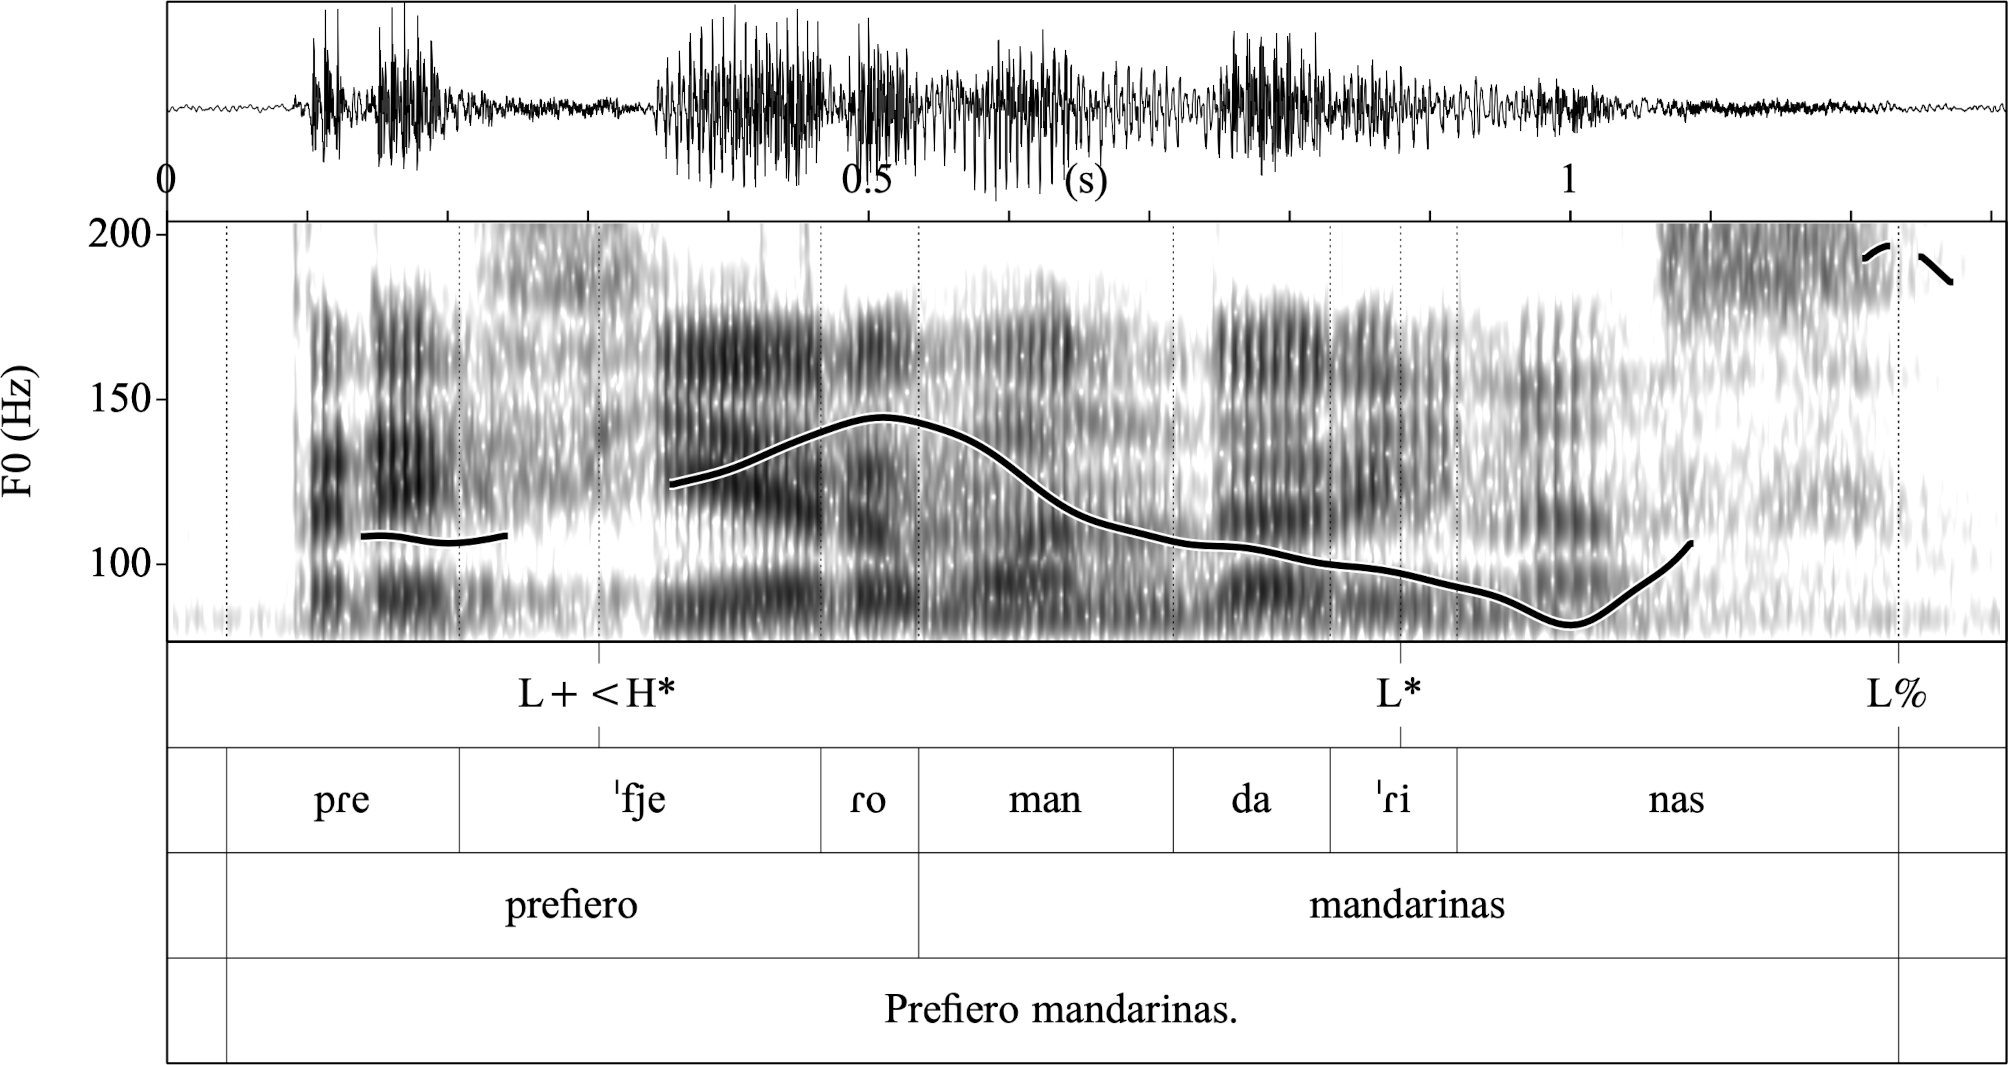 0 0.5 (s) 1
200
150
100
F0 (Hz)
L + < H* L* L%
pɾe ˈfje ɾo man da ˈɾi nas
prefiero mandarinas
Prefiero mandarinas.